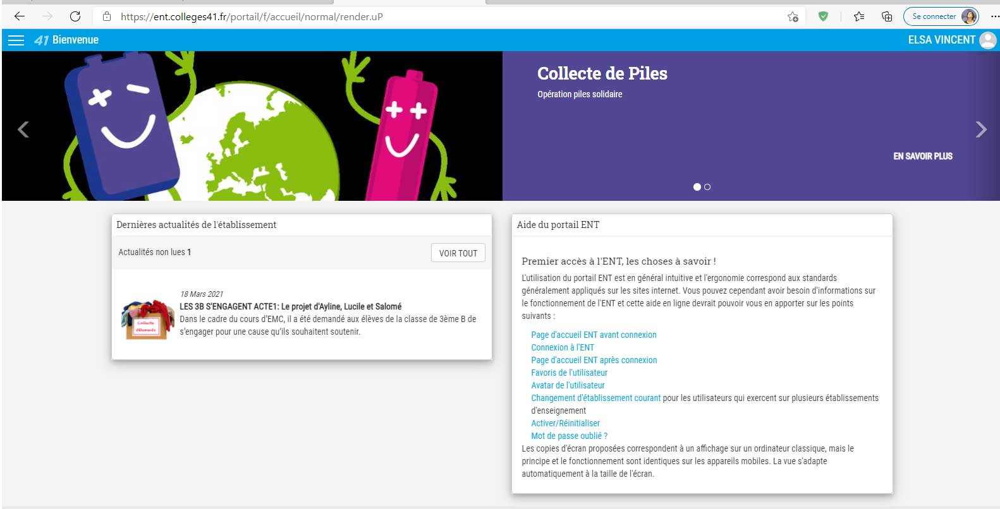 https://ent.colleges41.fr/portail/f/accueil/normal/render.uP
Se connecter
41 Bienvenue
ELSA VINCENT
Collecte de Piles
Opération piles solidaire
EN SAVOIR PLUS
Dernières actualités de l'établissement
Actualités non lues 1
VOIR TOUT
18 Mars 2021
LES 3B S'ENGAGENT ACTE1: Le projet d'Ayline, Lucile et Salomé
Dans le cadre du cours d'EMC, il a été demandé aux élèves de la classe de 3ème B de
s'engager pour une cause qu'ils souhaitent soutenir.
Collecte
Vêtements
Aide du portail ENT
Premier accès à l'ENT, les choses à savoir !
L'utilisation du portail ENT est en général intuitive et l'ergonomie correspond aux standards
généralement appliqués sur les sites internet. Vous pouvez cependant avoir besoin d'informations sur
le fonctionnement de l'ENT et cette aide en ligne devrait pouvoir vous en apporter sur les points
suivants :
Page d'accueil ENT avant connexion
Connexion à l'ENT
Page d'accueil ENT après connexion
Favoris de l'utilisateur
Avatar de l'utilisateur
Changement d'établissement courant pour les utilisateurs qui exercent sur plusieurs établissements
d'enseignement
Activer/Réinitialiser
Mot de passe oublié ?
Les copies d'écran proposées correspondent à un affichage sur un ordinateur classique, mais le
principe et le fonctionnement sont identiques sur les appareils mobiles. La vue s'adapte
automatiquement à la taille de l'écran.